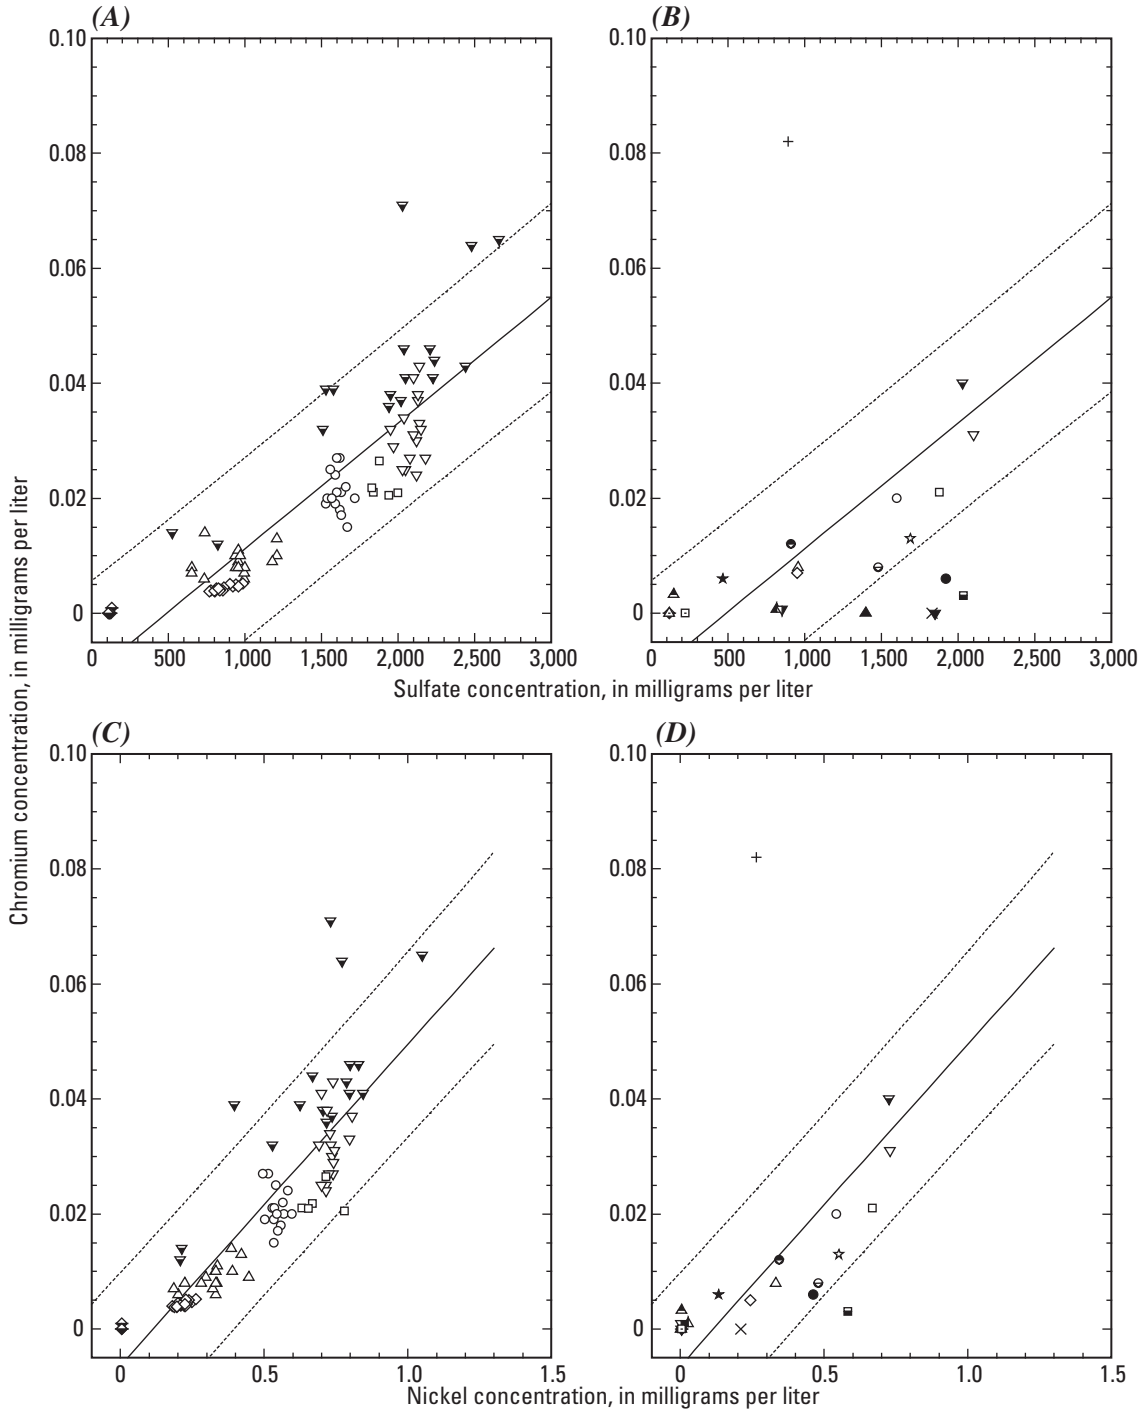 (A) (B)
0.10 0.10
0.08 0.08
0.06 0.06
0.04 0.04
0.02 0.02
0 0
0 500 1,000 1,500 2,000 2,500 3,000 0 500 1,000 1,500 2,000 2,500 3,000
Sulfate concentration, in milligrams per liter
Chromium concentration, in milligrams per liter
(C) (D)
0.10 0.10
0.08 0.08
0.06 0.06
0.04 0.04
0.02 0.02
0 0
0 0.5 1.0 1.5 0 0.5 1.0 1.5
Nickel concentration, in milligrams per liter